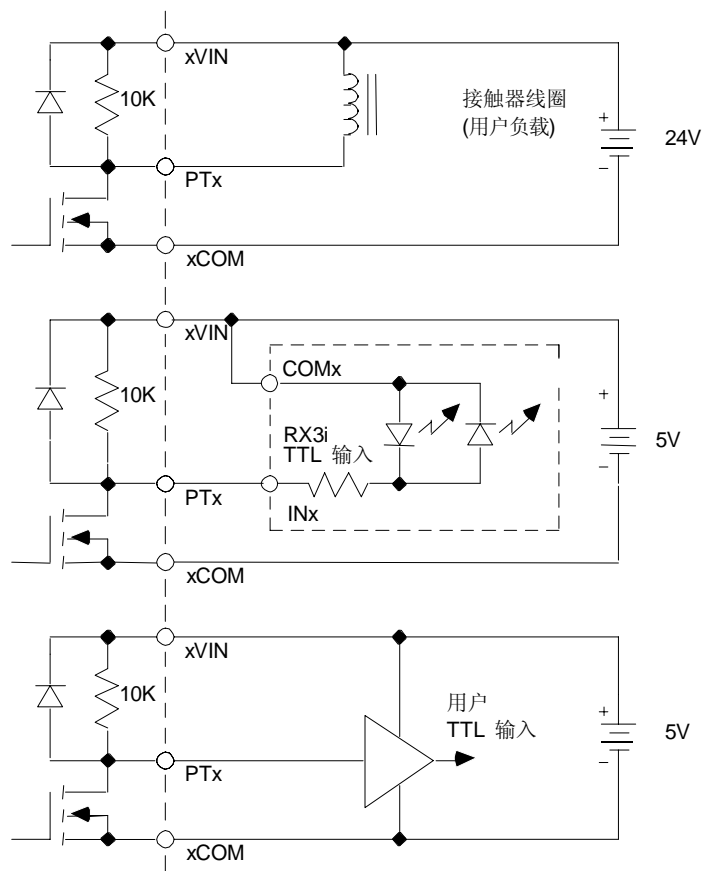 xVIN
10K
接触器线圈
(用户负载)
+
24V
−
PTx
xCOM
xVIN
COMx
10K
RX3i
TTL 输入
+
5V
−
PTx
INx
xCOM
xVIN
10K
用户
TTL 输入
+
5V
−
PTx
xCOM